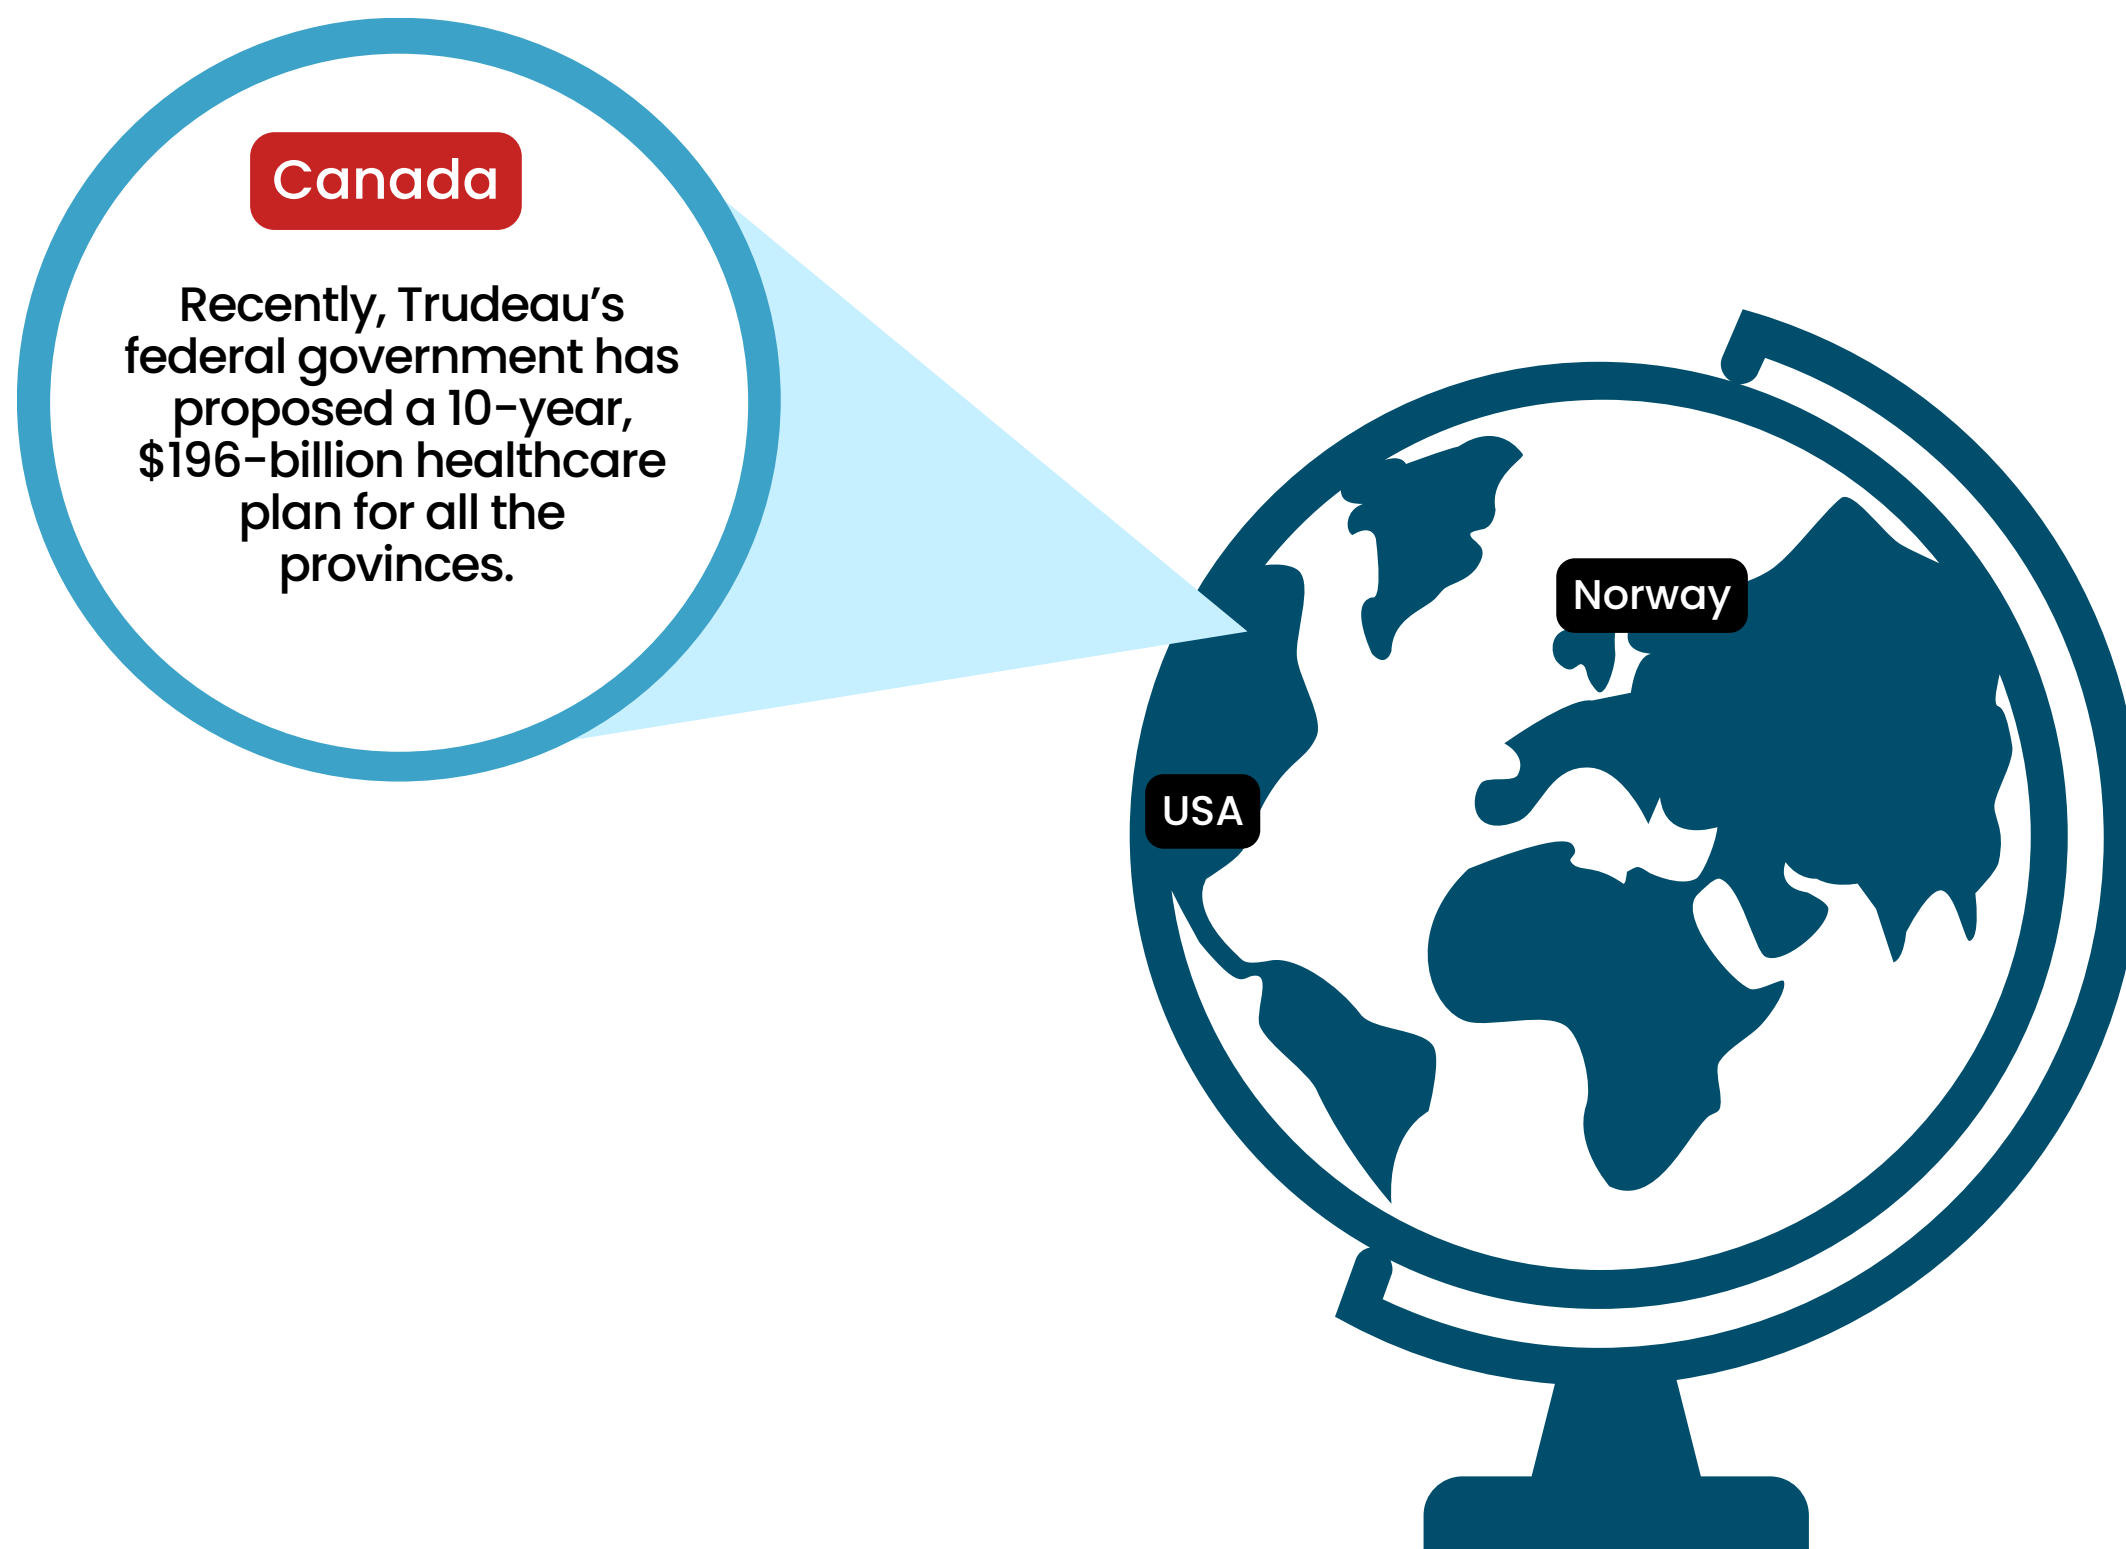 Canada
Recently, Trudeau’s
federal government has
proposed a 10-year,
$196-billion healthcare
plan for all the
provinces.
Norway
USA